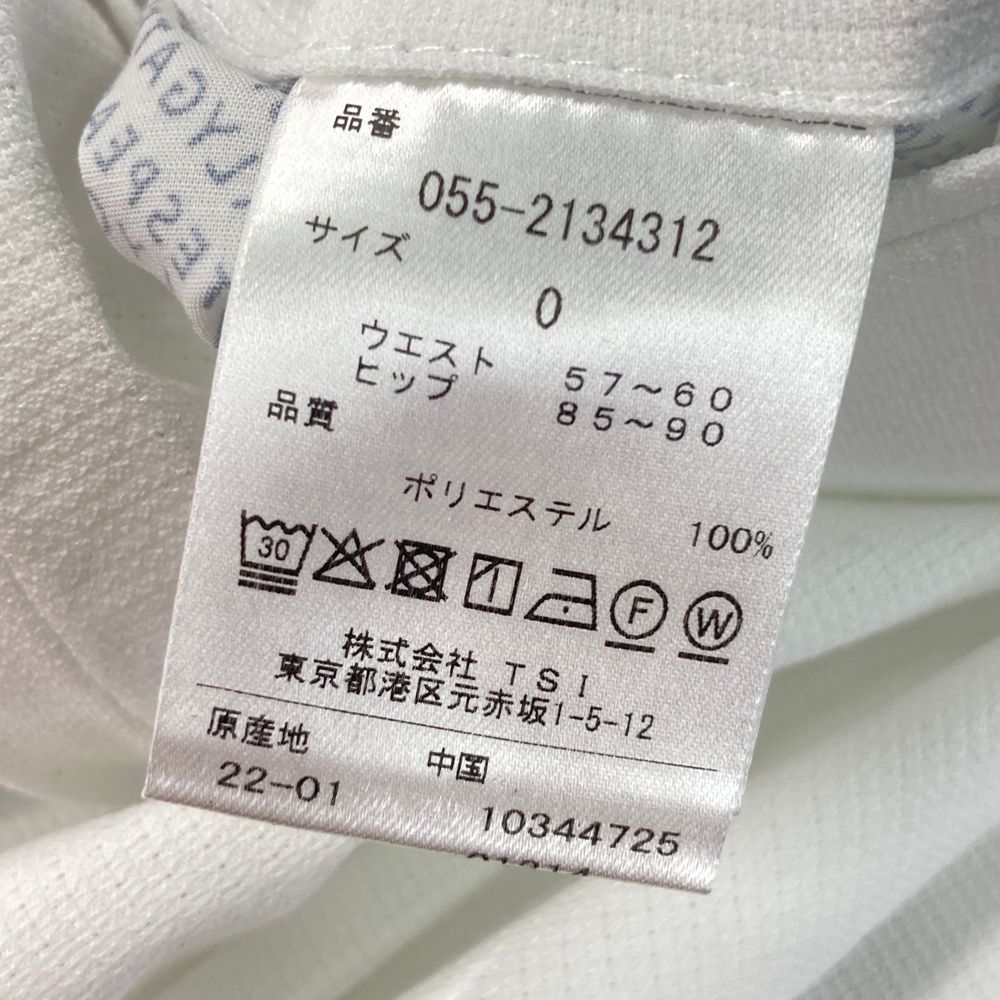 品番
055-2134312
サイズ
0
ウエスト 57～60
ヒップ 85～90
品質
ポリエステル 100%
30
F W
株式会社 TSI
東京都港区元赤坂1-5-12
原産地 中国
22-01 10344725